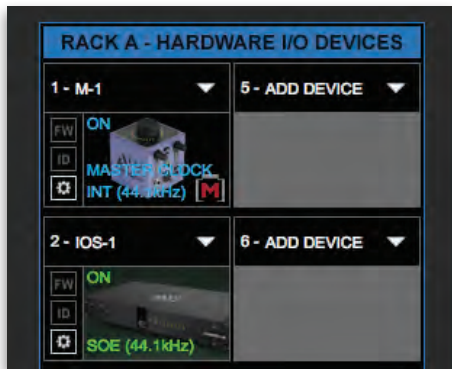 RACK A - HARDWARE I/O DEVICES
1 - M-1
5 - ADD DEVICE
FW
ON
ID
MASTER CLOCK
INT (44.1kHz) [M]
2 - IOS-1
6 - ADD DEVICE
FW
ON
ID
SOE (44.1kHz)